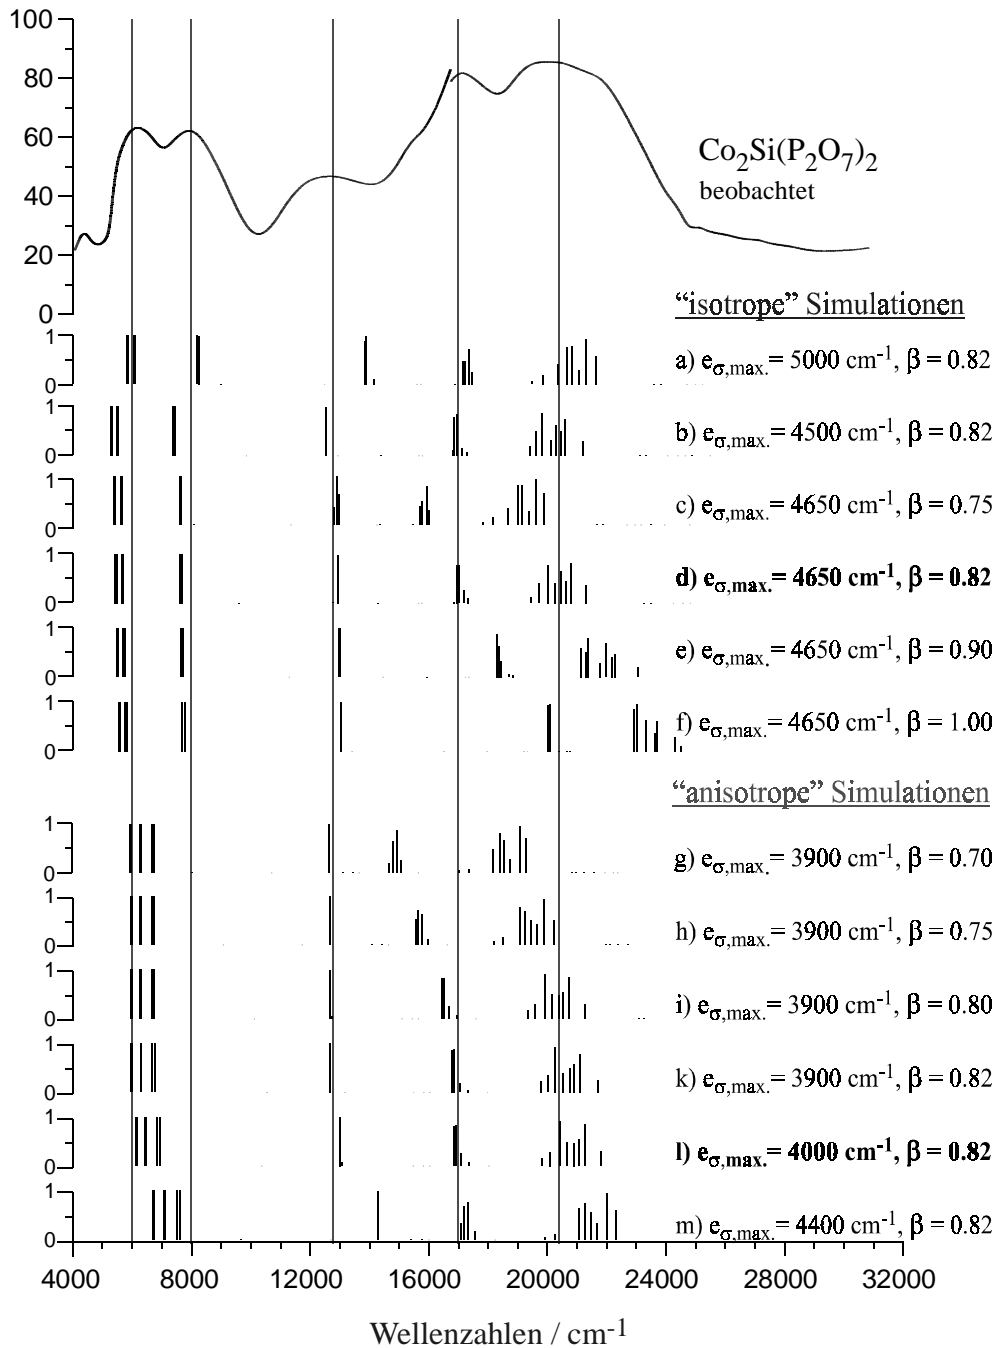 100
80
60
40
20
0
Co2Si(P2O7)2
beobachtet
“isotrope” Simulationen
1
0
a) eσ,max.= 5000 cm-1, β = 0.82
1
0
b) eσ,max.= 4500 cm-1, β = 0.82
1
0
c) eσ,max.= 4650 cm-1, β = 0.75
1
0
d) eσ,max.= 4650 cm-1, β = 0.82
1
0
e) eσ,max.= 4650 cm-1, β = 0.90
1
0
f) eσ,max.= 4650 cm-1, β = 1.00
“anisotrope” Simulationen
1
0
g) eσ,max.= 3900 cm-1, β = 0.70
1
0
h) eσ,max.= 3900 cm-1, β = 0.75
1
0
i) eσ,max.= 3900 cm-1, β = 0.80
1
0
k) eσ,max.= 3900 cm-1, β = 0.82
1
0
l) eσ,max.= 4000 cm-1, β = 0.82
1
0
m) eσ,max.= 4400 cm-1, β = 0.82
4000 8000 12000 16000 20000 24000 28000 32000
Wellenzahlen / cm-1